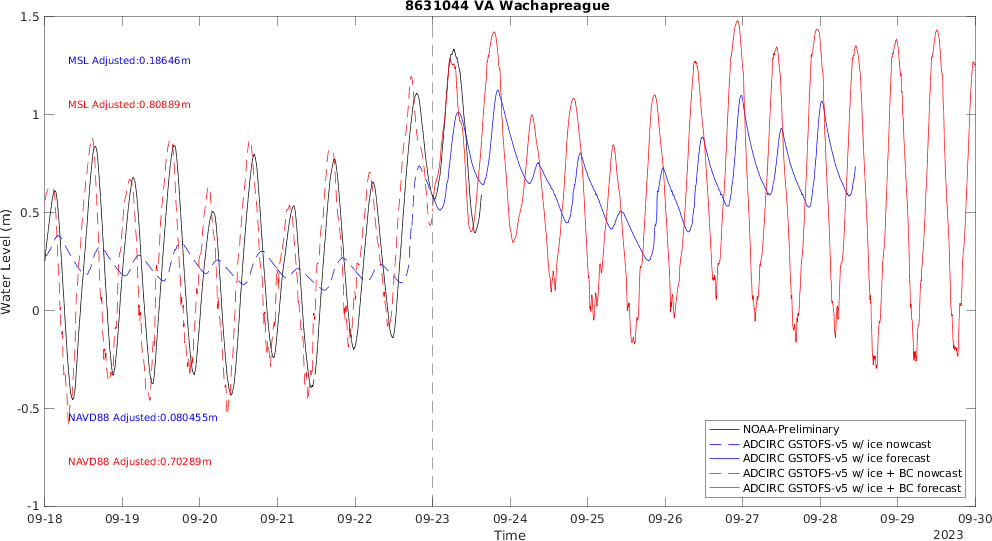 8631044 VA Wachapreague
1.5
1
0.5
0
-0.5
-1
Water Level (m)
MSL Adjusted:0.18646m
MSL Adjusted:0.80889m
NAVD88 Adjusted:0.080455m
NAVD88 Adjusted:0.70289m
NOAA-Preliminary
ADCIRC GSTOFS-v5 w/ ice nowcast
ADCIRC GSTOFS-v5 w/ ice forecast
ADCIRC GSTOFS-v5 w/ ice + BC nowcast
ADCIRC GSTOFS-v5 w/ ice + BC forecast
09-18 09-19 09-20 09-21 09-22 09-23 09-24 09-25 09-26 09-27 09-28 09-29 09-30
Time
2023